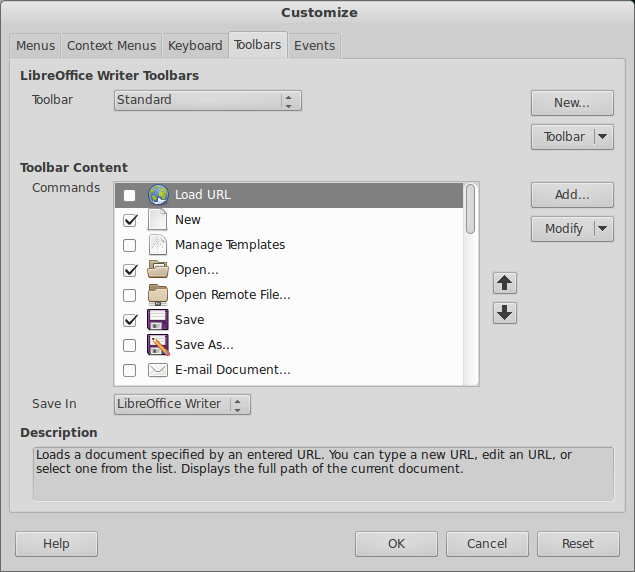 Customize
Menus Context Menus Keyboard Toolbars Events
LibreOffice Writer Toolbars
Toolbar Standard New...
Toolbar
Toolbar Content
Commands Load URL Add...
New Modify
Manage Templates
Open...
Open Remote File...
Save
Save As...
E-mail Document...
Save In LibreOffice Writer
Description
Loads a document specified by an entered URL. You can type a new URL, edit an URL, or
select one from the list. Displays the full path of the current document.
Help OK Cancel Reset